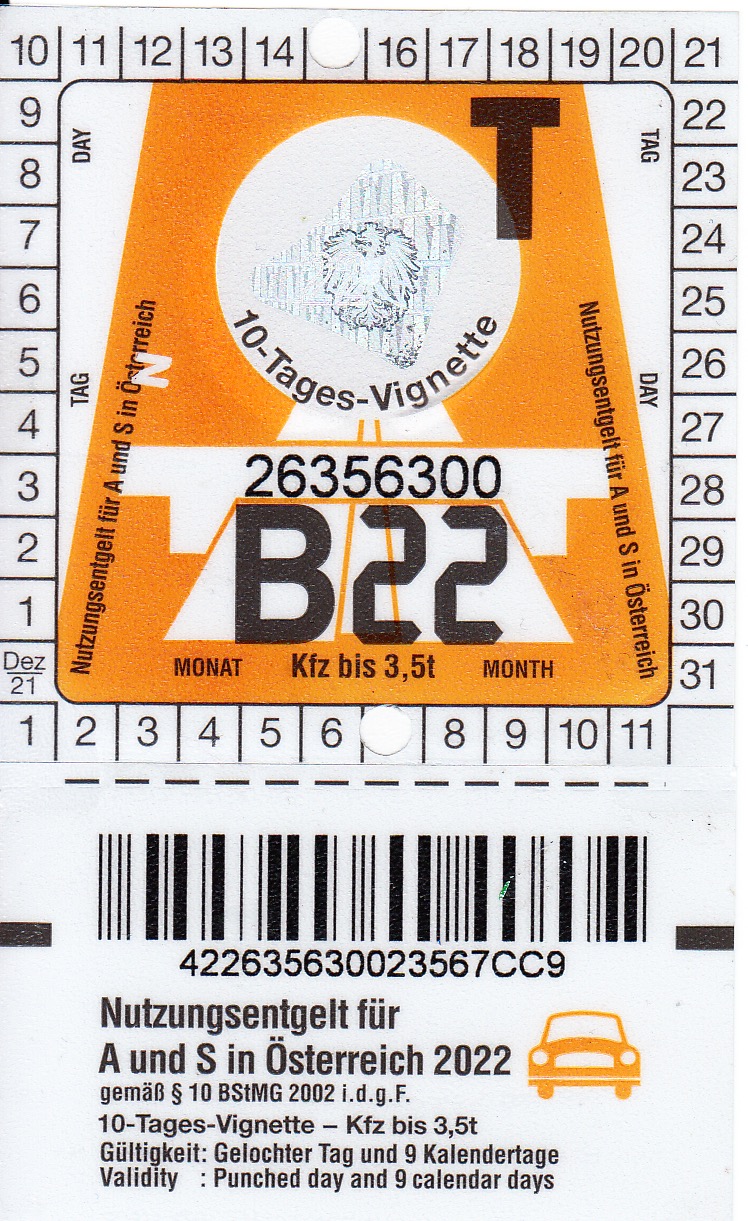 10 11 12 13 14 16 17 18 19 20 21
9
8
7
6
5
4
3
2
1
Dez
21
22
23
24
25
26
27
28
29
30
31
DAY
TAG
TAG
DAY
T
10-Tages-Vignette
N
Nutzungsentgelt für A und S in Österreich
Nutzungsentgelt für A und S in Österreich
26356300
B22
MONAT Kfz bis 3,5t MONTH
1 2 3 4 5 6 8 9 10 11
422635630023567CC9
Nutzungsentgelt für
A und S in Österreich 2022
gemäß § 10 BStMG 2002 i.d.g.F.
10-Tages-Vignette – Kfz bis 3,5t
Gültigkeit: Gelochter Tag und 9 Kalendertage
Validity : Punched day and 9 calendar days